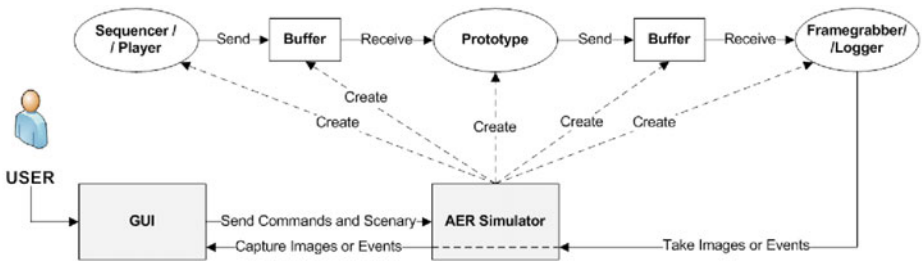 Sequencer /
/ Player
Send
Buffer
Receive
Prototype
Send
Buffer
Receive
Framegrabber/
/Logger
Create
Create
Create
Create
Create
USER
GUI
Send Commands and Scenary
AER Simulator
Capture Images or Events
Take Images or Events